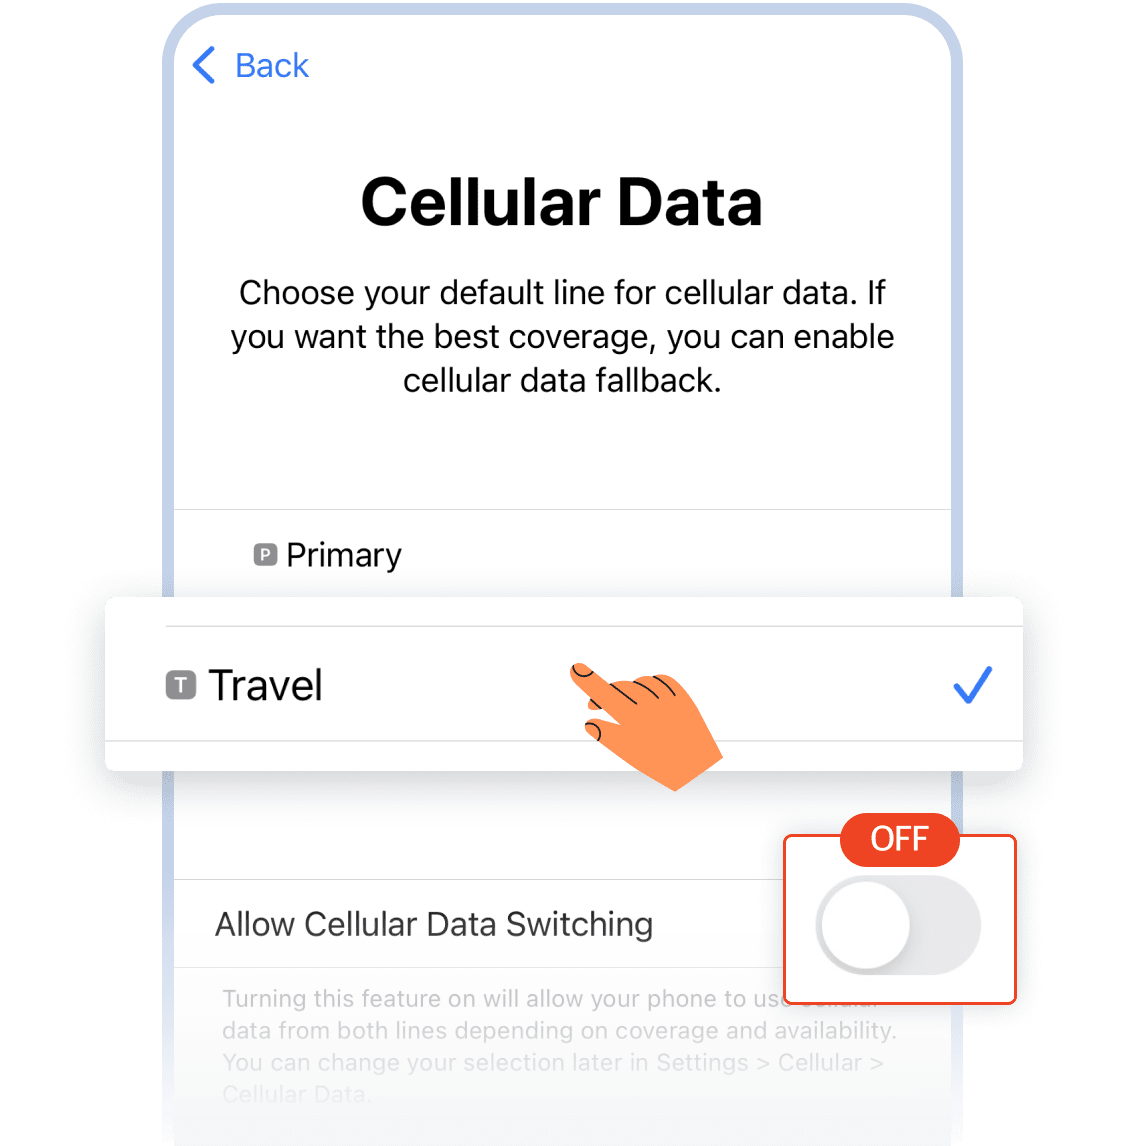 Back
Cellular Data
Choose your default line for cellular data. If
you want the best coverage, you can enable
cellular data fallback.
P Primary
T Travel
OFF
Allow Cellular Data Switching
Turning this feature on will allow your phone to use cellular
data from both lines depending on coverage and availability.
You can change your selection later in Settings > Cellular >
Cellular Data.